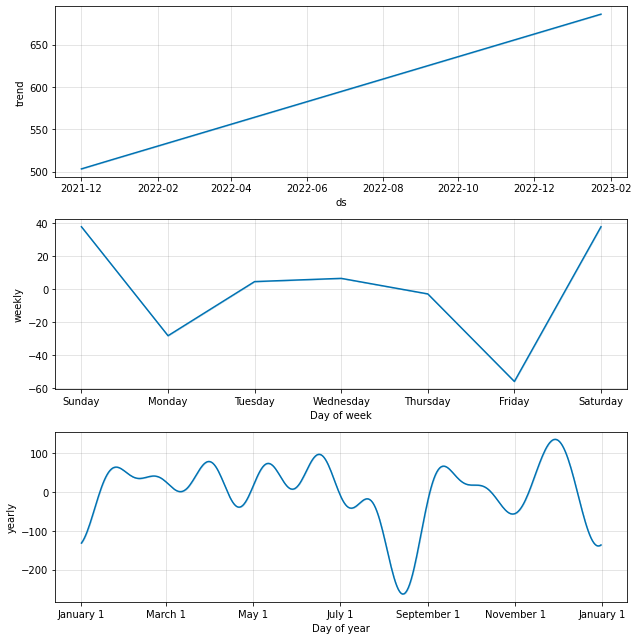 650
600
550
500
trend
2021-12 2022-02 2022-04 2022-06 2022-08 2022-10 2022-12 2023-02
ds
40
20
0
−20
−40
−60
weekly
Sunday Monday Tuesday Wednesday Thursday Friday Saturday
Day of week
100
0
−100
−200
yearly
January 1 March 1 May 1 July 1 September 1 November 1 January 1
Day of year